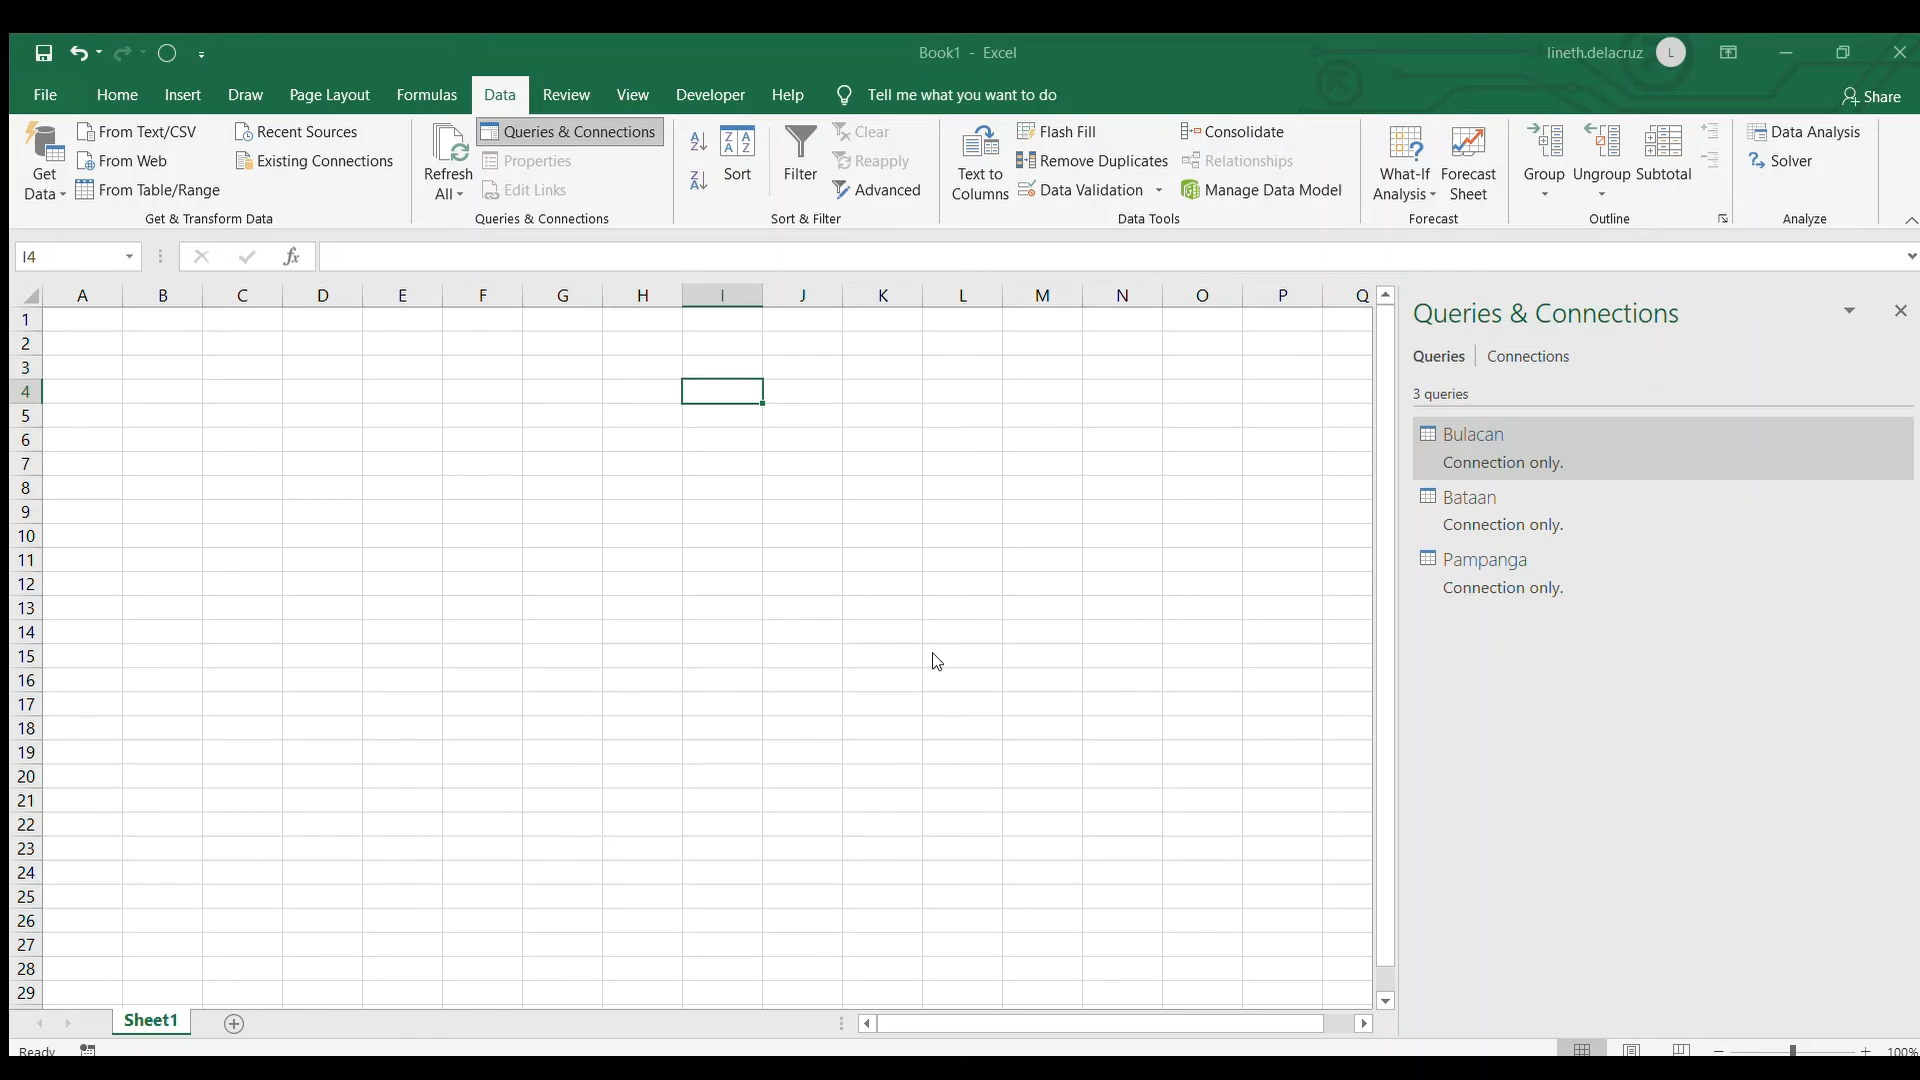 Book1 - Excel
lineth.delacruz
L
File Home Insert Draw Page Layout Formulas Data Review View Developer Help Tell me what you want to do
Share
Get Data
From Text/CSV
From Web
From Table/Range
Recent Sources
Existing Connections
Get & Transform Data
Refresh All
Queries & Connections
Properties
Edit Links
Queries & Connections
Sort
Filter
Clear
Reapply
Advanced
Sort & Filter
Text to Columns
Flash Fill
Remove Duplicates
Data Validation
Consolidate
Relationships
Manage Data Model
Data Tools
What-If Analysis
Forecast Sheet
Forecast
Group
Ungroup
Subtotal
Outline
Data Analysis
Solver
Analyze
I4
fx
A B C D E F G H I J K L M N O P Q
1
2
3
4
5
6
7
8
9
10
11
12
13
14
15
16
17
18
19
20
21
22
23
24
25
26
27
28
29
Queries & Connections
Queries | Connections
3 queries
Bulacan
Connection only.
Bataan
Connection only.
Pampanga
Connection only.
Sheet1
Ready
100%